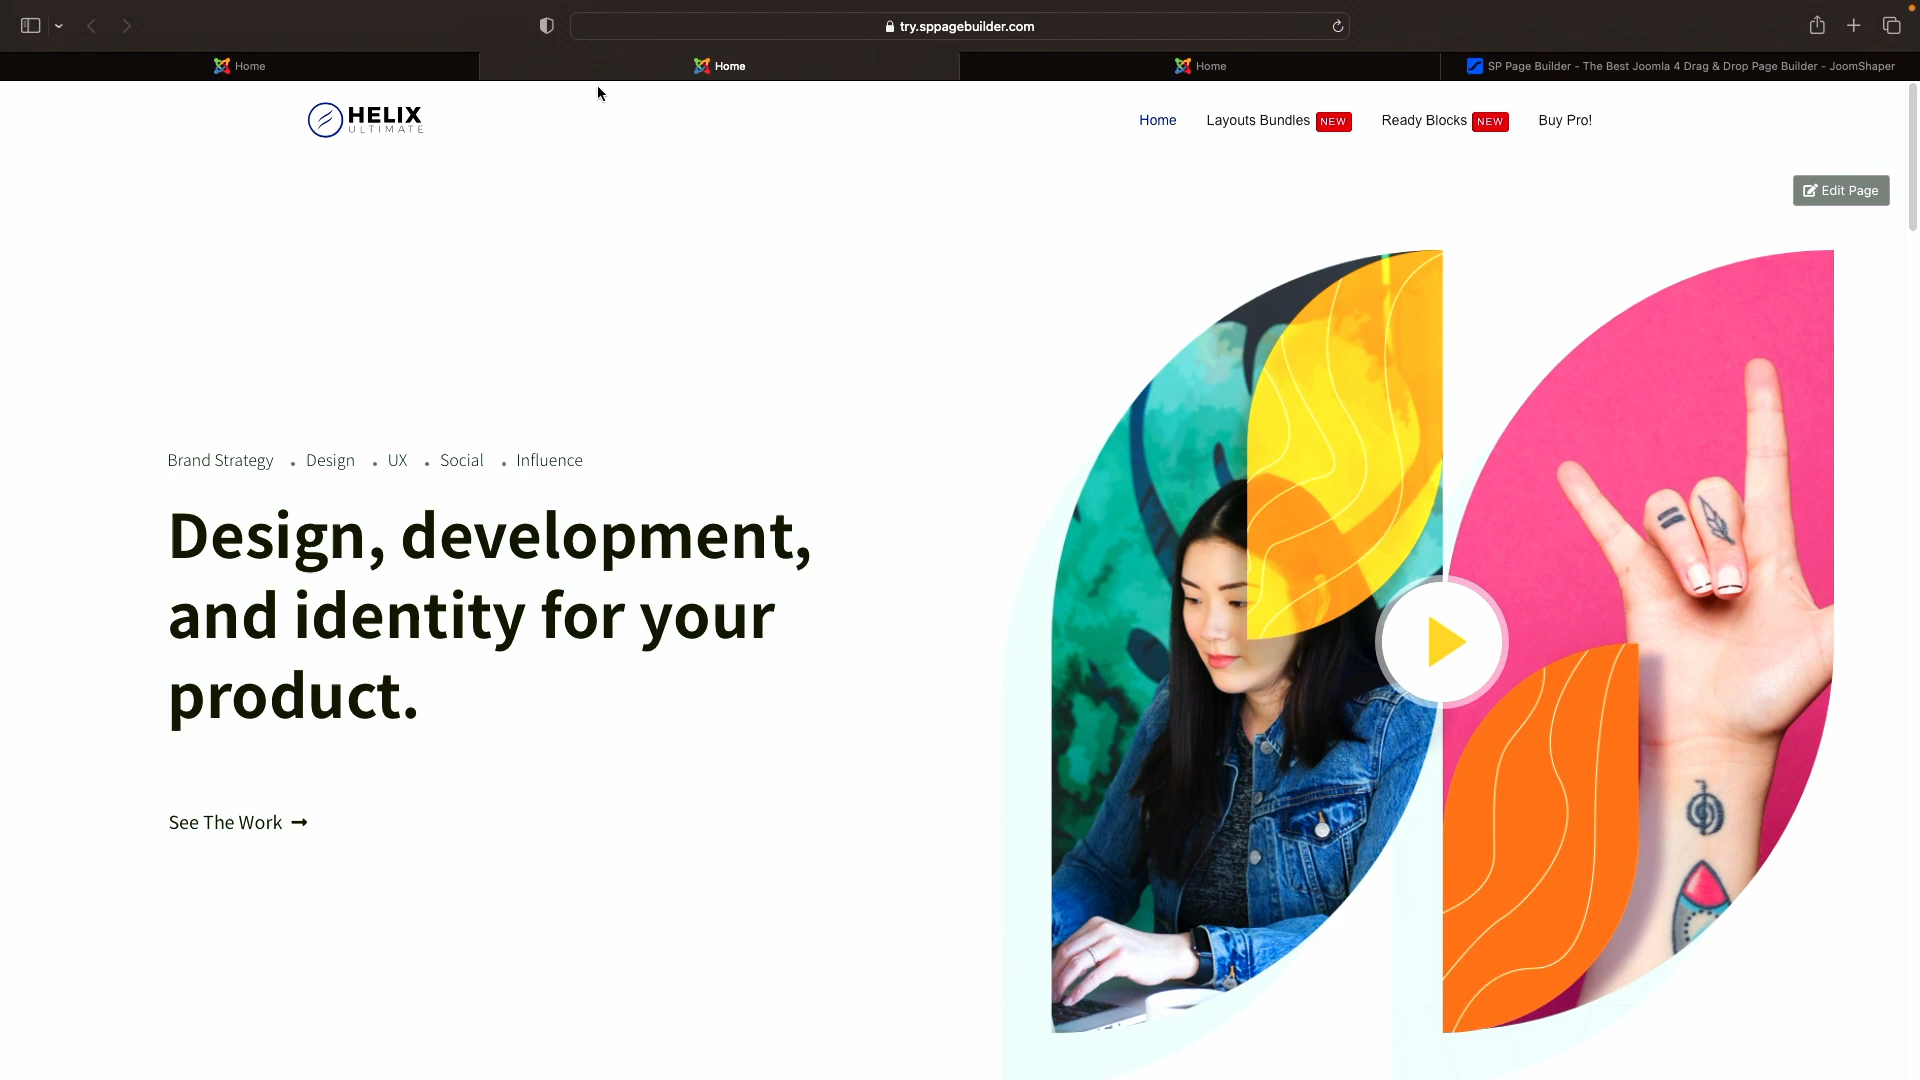 try.sppagebuilder.com
Home
Home
Home
SP Page Builder - The Best Joomla 4 Drag & Drop Page Builder - JoomShaper
HELIX
ULTIMATE
Home
Layouts Bundles NEW
Ready Blocks NEW
Buy Pro!
Edit Page
Brand Strategy . Design . UX . Social . Influence
Design, development,
and identity for your
product.
See The Work